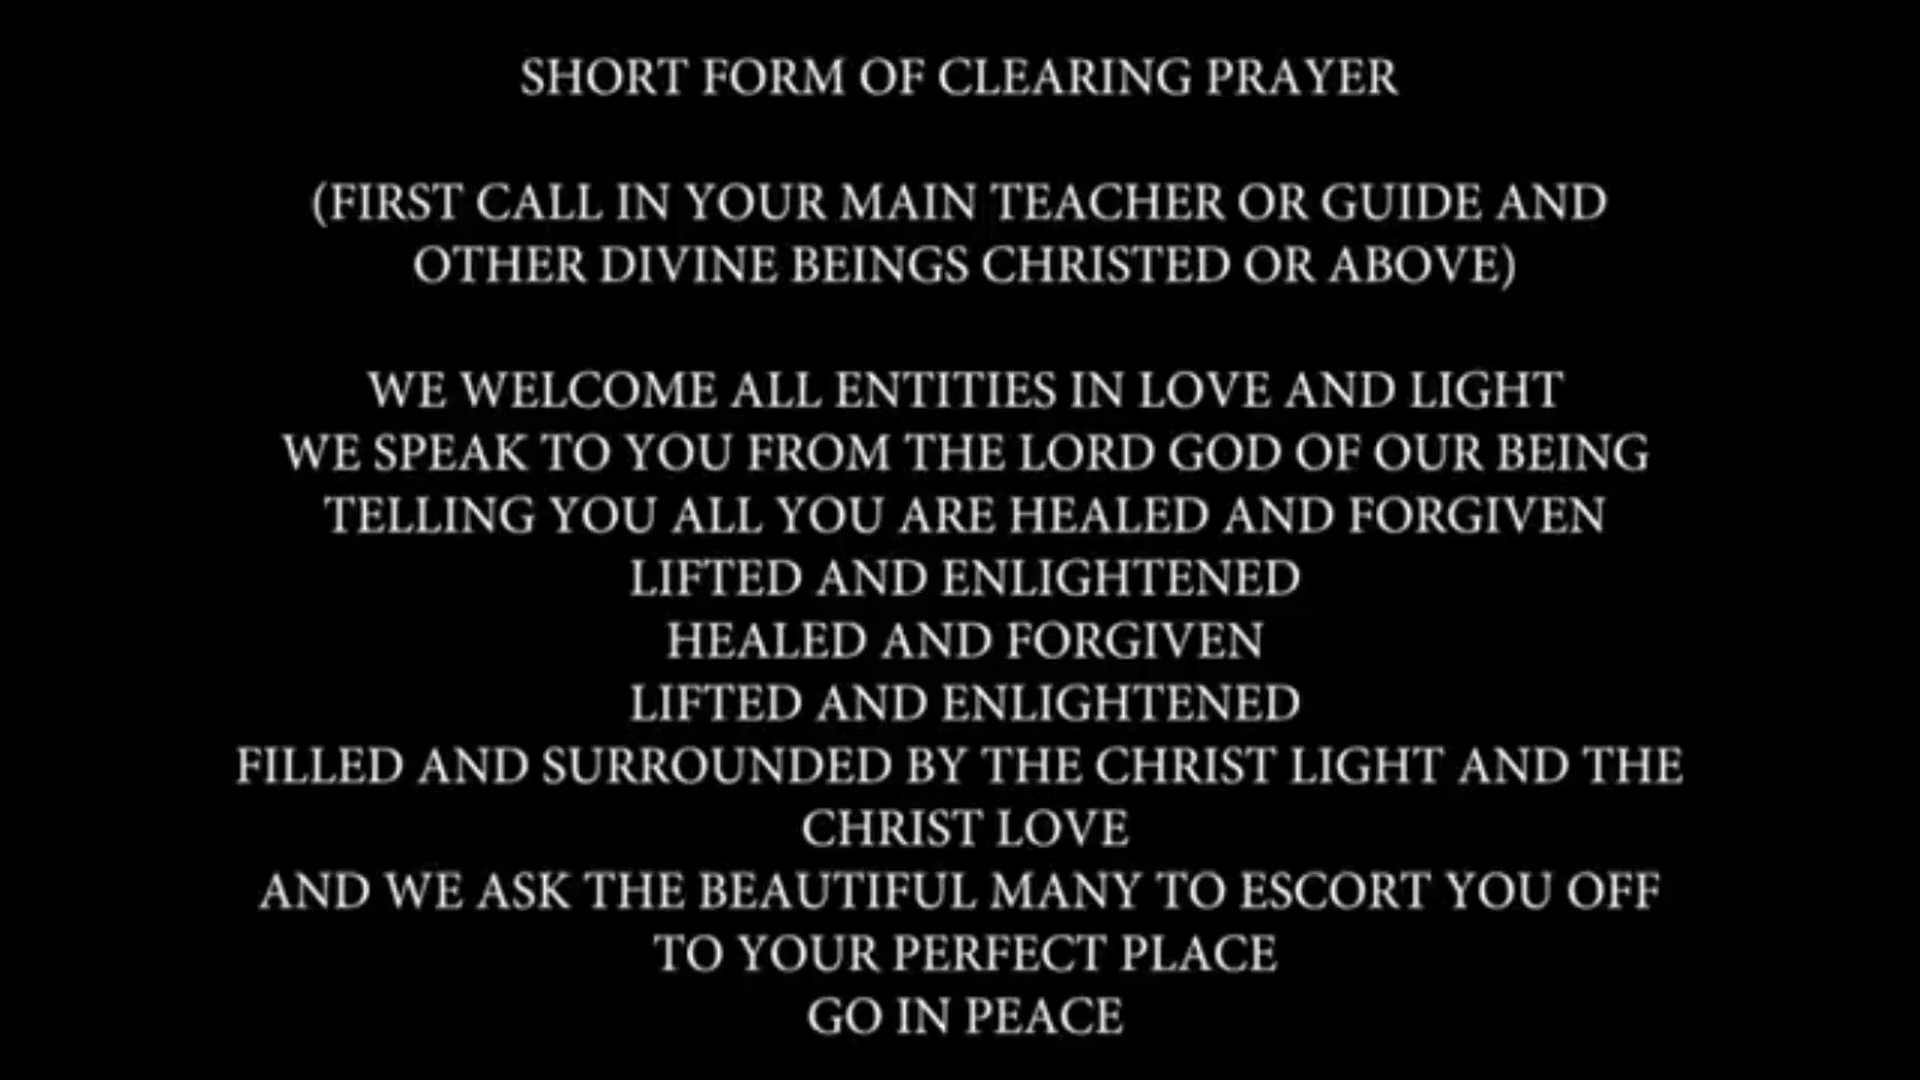 SHORT FORM OF CLEARING PRAYER
(FIRST CALL IN YOUR MAIN TEACHER OR GUIDE AND
OTHER DIVINE BEINGS CHRISTED OR ABOVE)
WE WELCOME ALL ENTITIES IN LOVE AND LIGHT
WE SPEAK TO YOU FROM THE LORD GOD OF OUR BEING
TELLING YOU ALL YOU ARE HEALED AND FORGIVEN
LIFTED AND ENLIGHTENED
HEALED AND FORGIVEN
LIFTED AND ENLIGHTENED
FILLED AND SURROUNDED BY THE CHRIST LIGHT AND THE
CHRIST LOVE
AND WE ASK THE BEAUTIFUL MANY TO ESCORT YOU OFF
TO YOUR PERFECT PLACE
GO IN PEACE